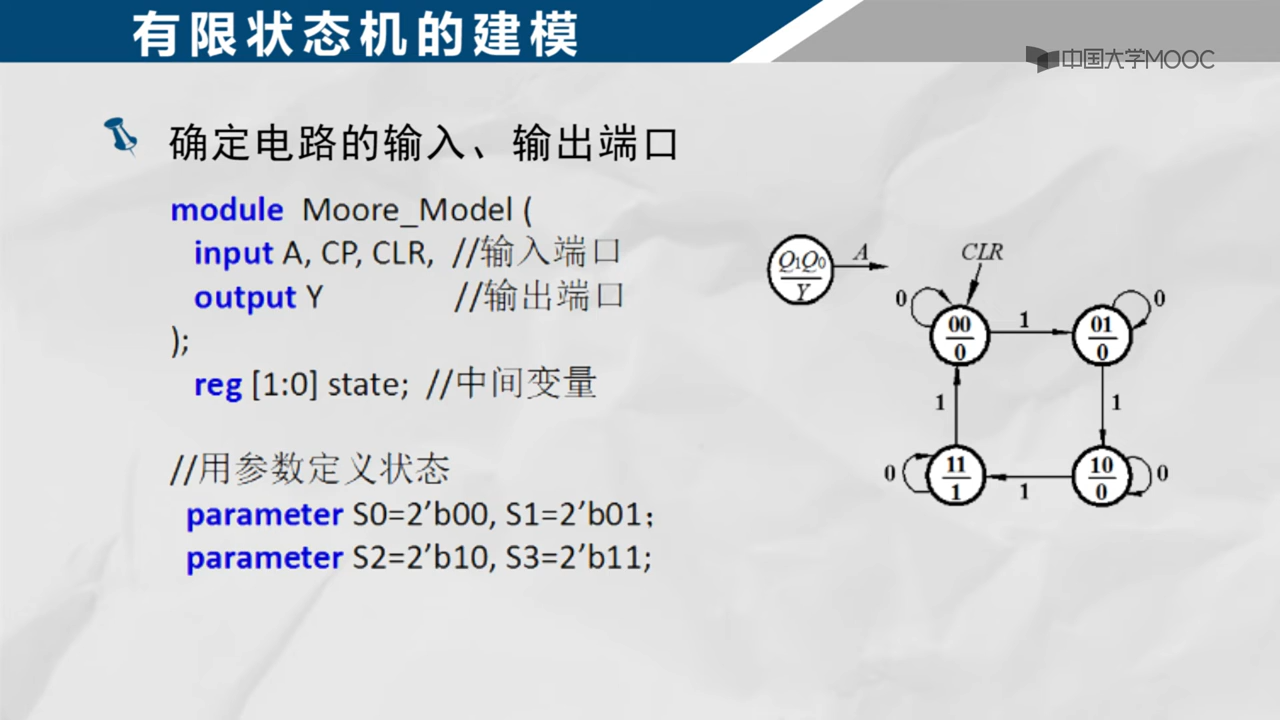 有限状态机的建模
中国大学MOOC
确定电路的输入、输出端口
module Moore_Model (
input A, CP, CLR, //输入端口
output Y //输出端口
);
reg [1:0] state; //中间变量
//用参数定义状态
parameter S0=2’b00, S1=2’b01；
parameter S2=2’b10, S3=2’b11;
Q1Q0
Y
A
CLR
0
00
0
1
01
0
0
1
1
0
11
1
1
10
0
0